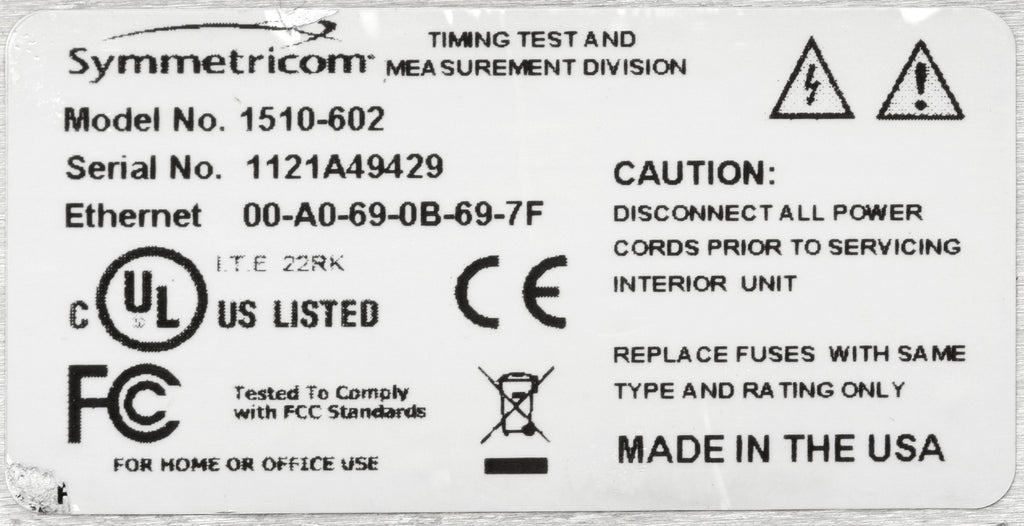 Symmetricom
TIMING TEST AND
MEASUREMENT DIVISION
Model No. 1510-602
Serial No. 1121A49429
Ethernet 00-A0-69-0B-69-7F
C UL US LISTED
I.T.E 22RK
CE
FC
Tested To Comply
with FCC Standards
FOR HOME OR OFFICE USE
CAUTION:
DISCONNECT ALL POWER
CORDS PRIOR TO SERVICING
INTERIOR UNIT
REPLACE FUSES WITH SAME
TYPE AND RATING ONLY
MADE IN THE USA